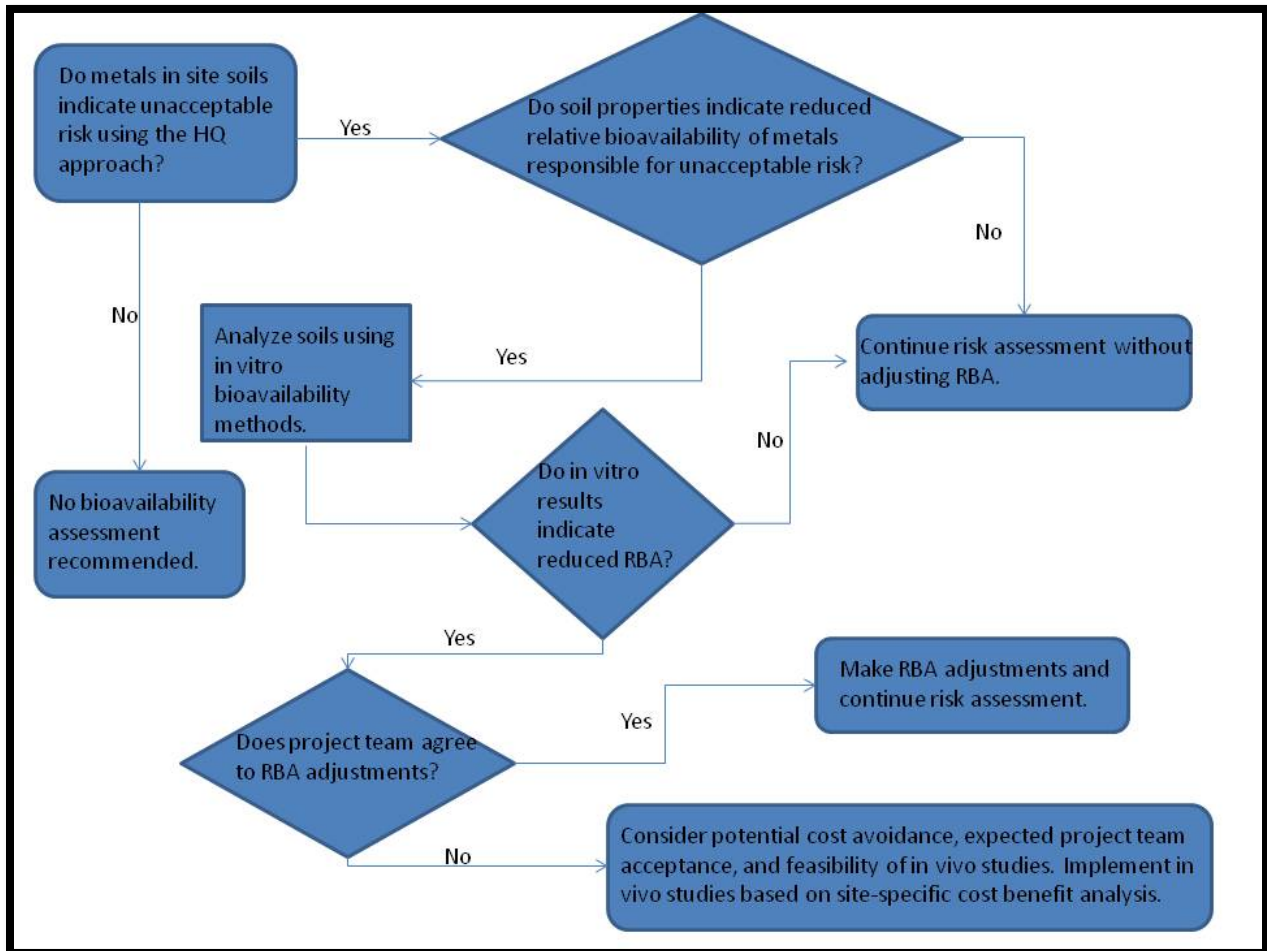 Do metals in site soils
indicate unacceptable
risk using the HQ
approach?
Yes
Do soil properties indicate reduced
relative bioavailability of metals
responsible for unacceptable risk?
No
No
Analyze soils using
in vitro
bioavailability
methods.
Yes
Continue risk assessment without
adjusting RBA.
No
Do in vitro
results
indicate
reduced RBA?
No bioavailability
assessment
recommended.
Yes
Make RBA adjustments and
continue risk assessment.
Yes
Does project team agree
to RBA adjustments?
No
Consider potential cost avoidance, expected project team
acceptance, and feasibility of in vivo studies. Implement in
vivo studies based on site-specific cost benefit analysis.